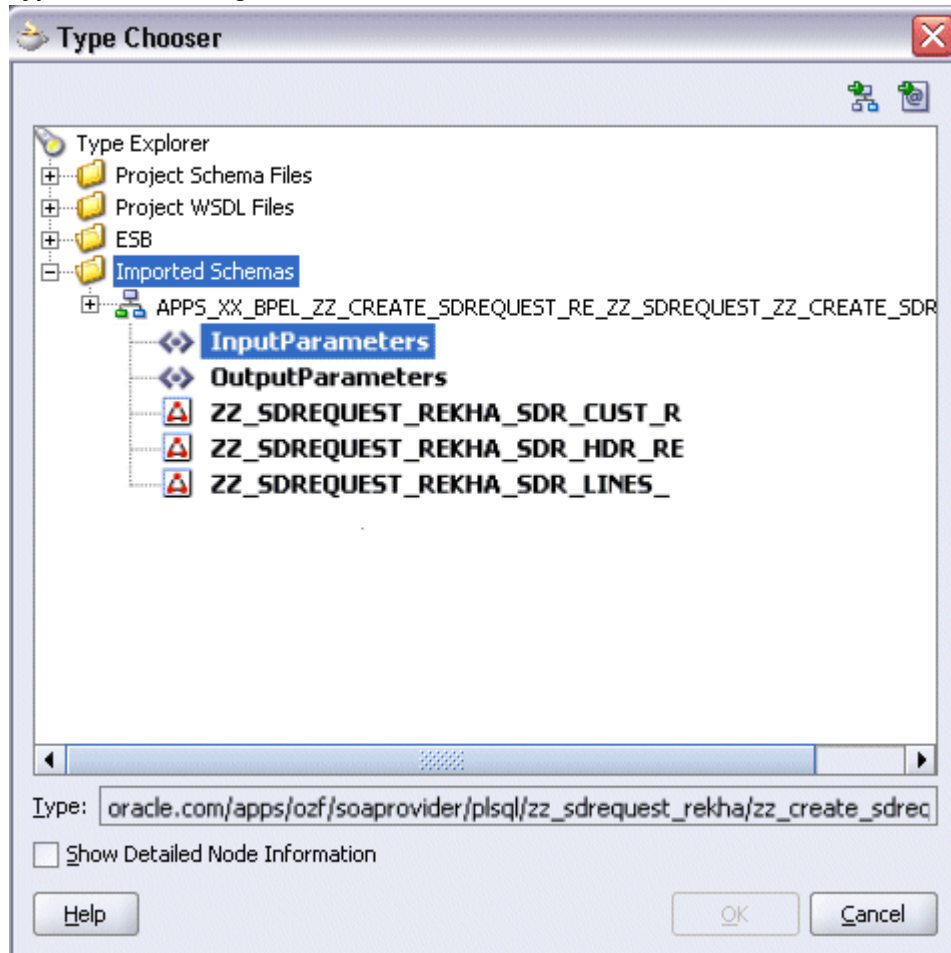 Type Chooser
Type Explorer
Project Schema Files
Project WSDL Files
ESB
Imported Schemas
APPS_XX_BPEL_ZZ_CREATE_SDREQUEST_RE_ZZ_SDREQUEST_ZZ_CREATE_SDR
InputParameters
OutputParameters
ZZ_SDREQUEST_REKHA_SDR_CUST_R
ZZ_SDREQUEST_REKHA_SDR_HDR_RE
ZZ_SDREQUEST_REKHA_SDR_LINES_
Type: oracle.com/apps/ozf/soaprovider/plsql/zz_sdrequest_rekha/zz_create_sdreq
Show Detailed Node Information
Help OK Cancel